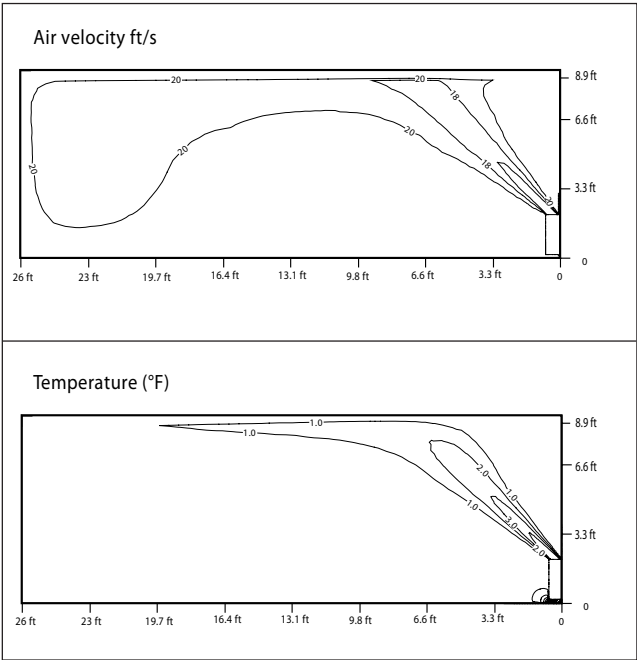 Air velocity ft/s
20
20
18
20
20
20
18
20
8.9 ft
6.6 ft
3.3 ft
0
26 ft
23 ft
19.7 ft
16.4 ft
13.1 ft
9.8 ft
6.6 ft
3.3 ft
0
Temperature (°F)
1.0
1.0
2.0
1.0
1.0
3.0
2.0
8.9 ft
6.6 ft
3.3 ft
0
26 ft
23 ft
19.7 ft
16.4 ft
13.1 ft
9.8 ft
6.6 ft
3.3 ft
0